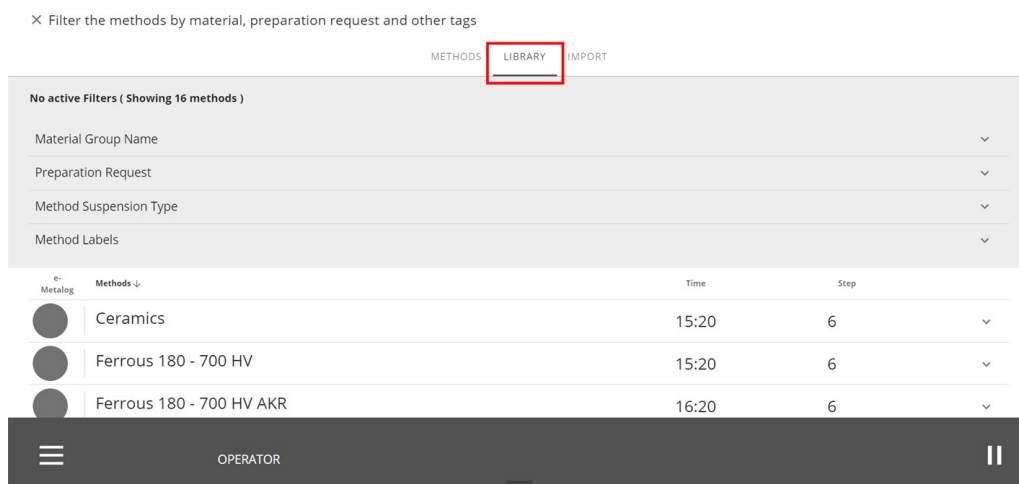 × Filter the methods by material, preparation request and other tags
METHODS LIBRARY IMPORT
No active Filters ( Showing 16 methods )
Material Group Name
Preparation Request
Method Suspension Type
Method Labels
e-Metalog Methods ↓ Time Step
Ceramics 15:20 6
Ferrous 180 - 700 HV 15:20 6
Ferrous 180 - 700 HV AKR 16:20 6
OPERATOR